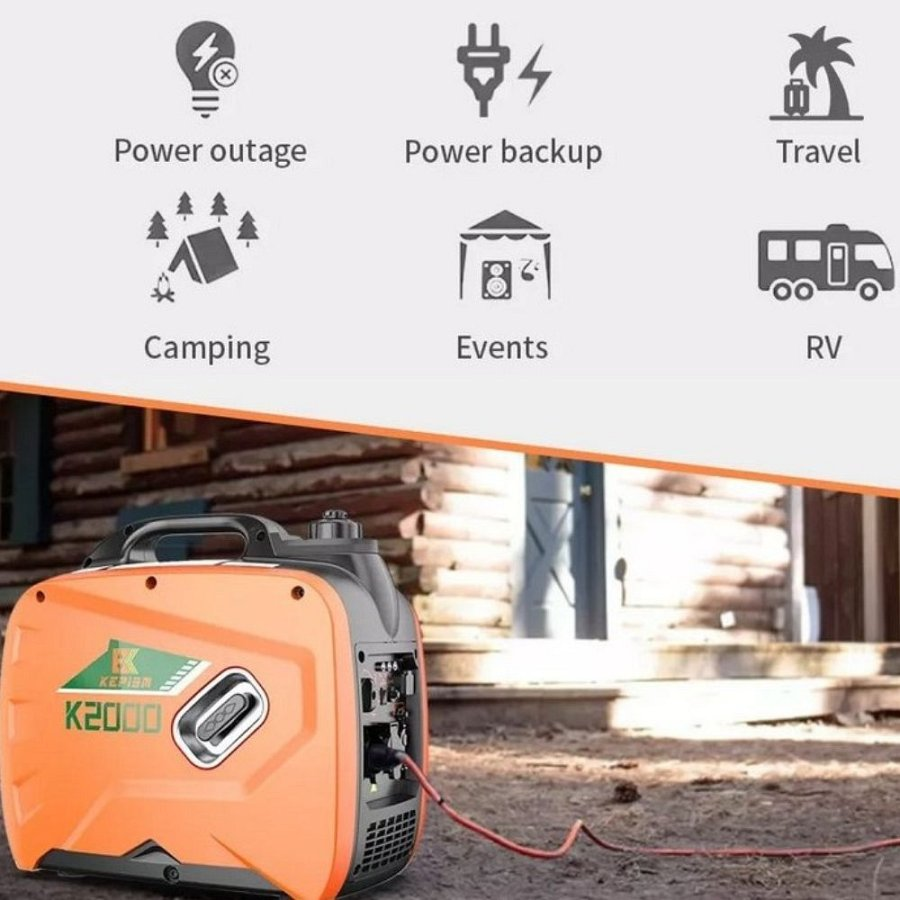 Power outage
Power backup
Travel
Camping
Events
RV
KEPISM
K2000